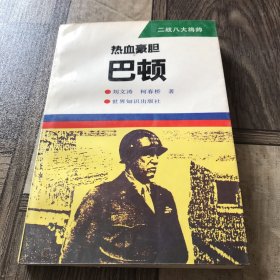 二战八大将帅
热血豪胆
巴顿
●刘文涛 柯春桥 著
●世界知识出版社